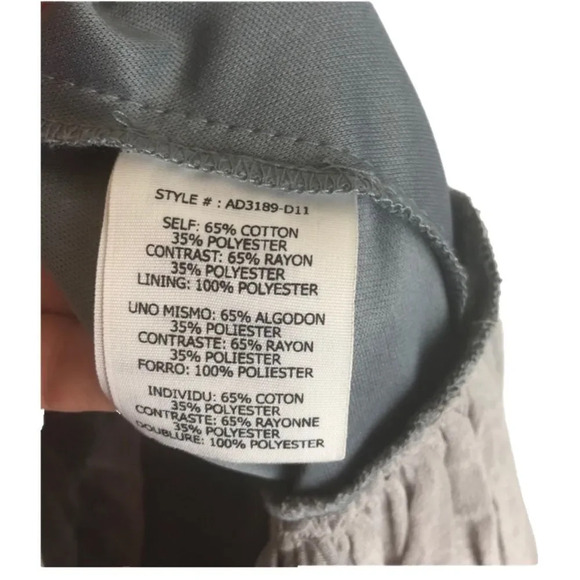 STYLE # : AD3189-D11
SELF: 65% COTTON
35% POLYESTER
CONTRAST: 65% RAYON
35% POLYESTER
LINING: 100% POLYESTER
UNO MISMO: 65% ALGODON
35% POLIESTER
CONTRASTE: 65% RAYON
35% POLIESTER
FORRO: 100% POLIESTER
INDIVIDU: 65% COTON
35% POLYESTER
CONTRASTE: 65% RAYONNE
35% POLYESTER
DOUBLURE: 100% POLYESTER